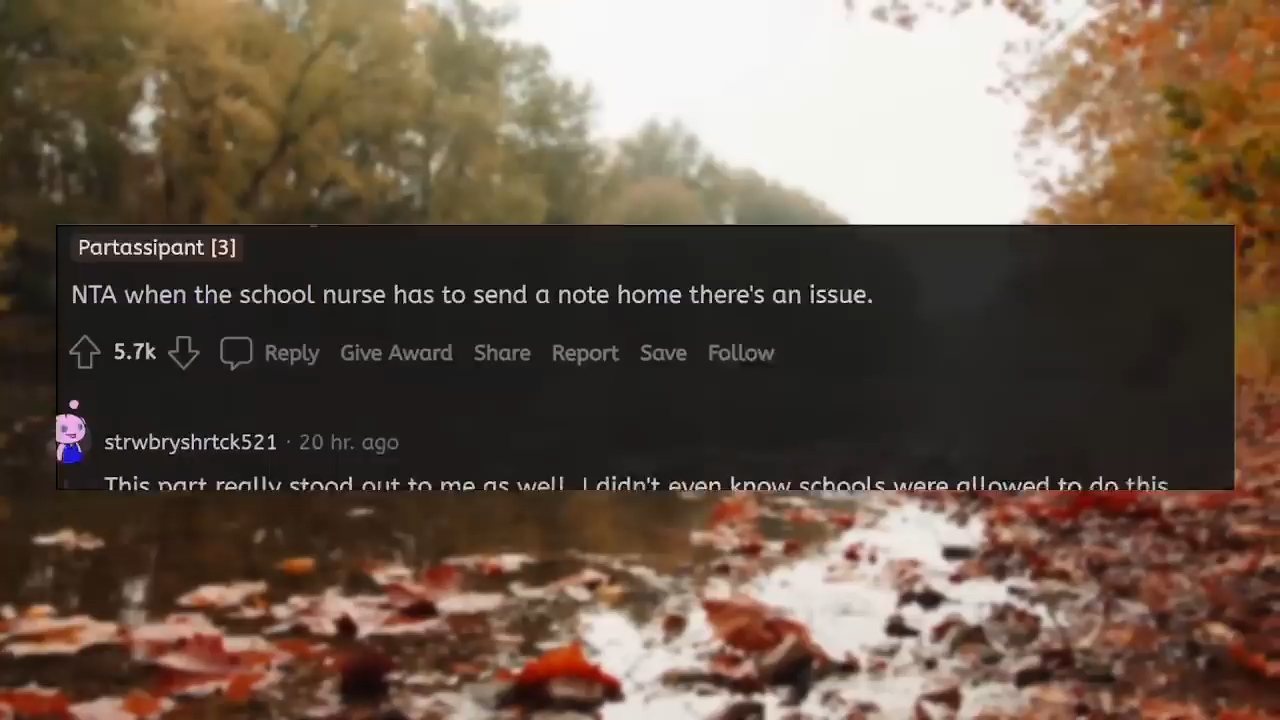 Partassipant [3]
NTA when the school nurse has to send a note home there's an issue.
5.7k Reply Give Award Share Report Save Follow
strwbryshrtck521 · 20 hr. ago
This part really stood out to me as well. I didn't even know schools were allowed to do this